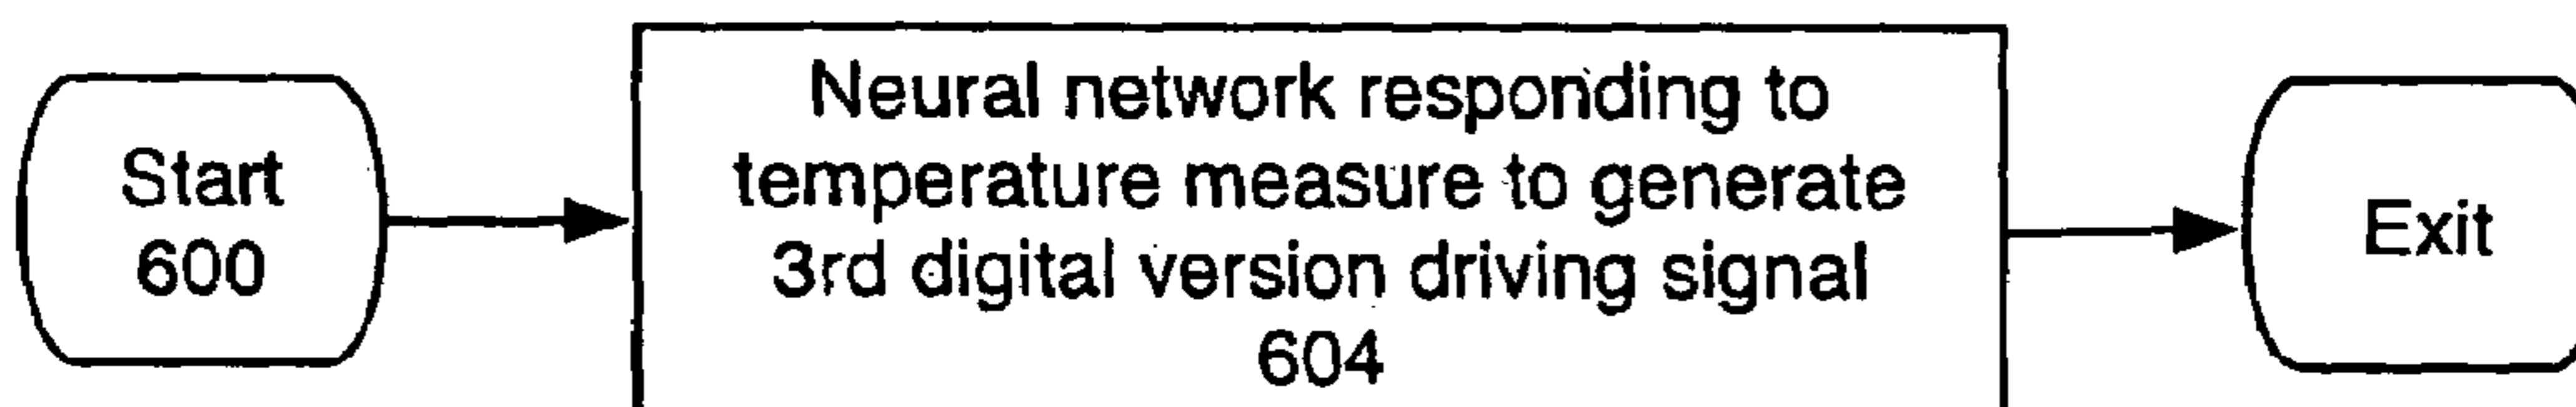 Start
600
Neural network responding to
temperature measure to generate
3rd digital version driving signal
604
Exit